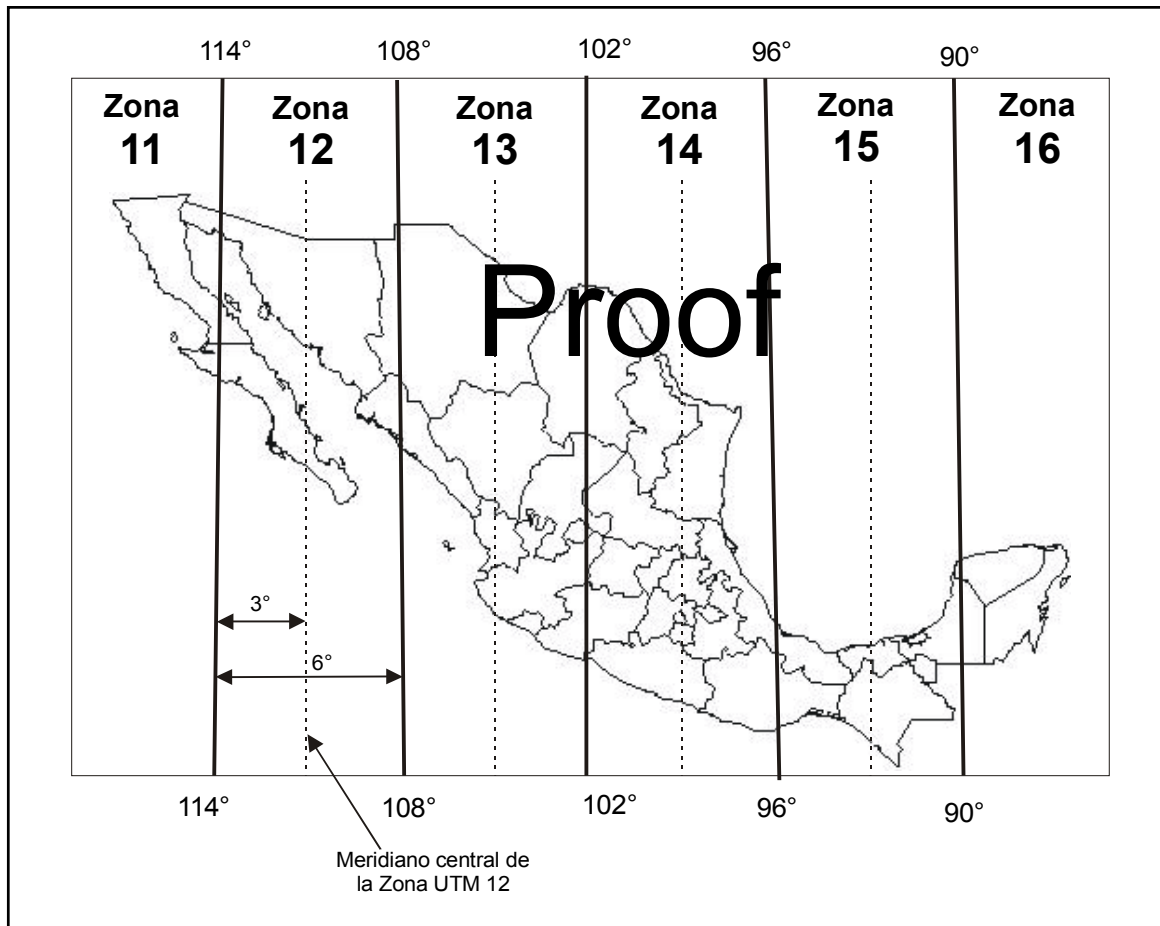 114° 108° 102° 96° 90°
Zona Zona Zona Zona Zona Zona
11 12 13 14 15 16
Proof
3°
6°
114° 108° 102° 96° 90°
Meridiano central de
la Zona UTM 12